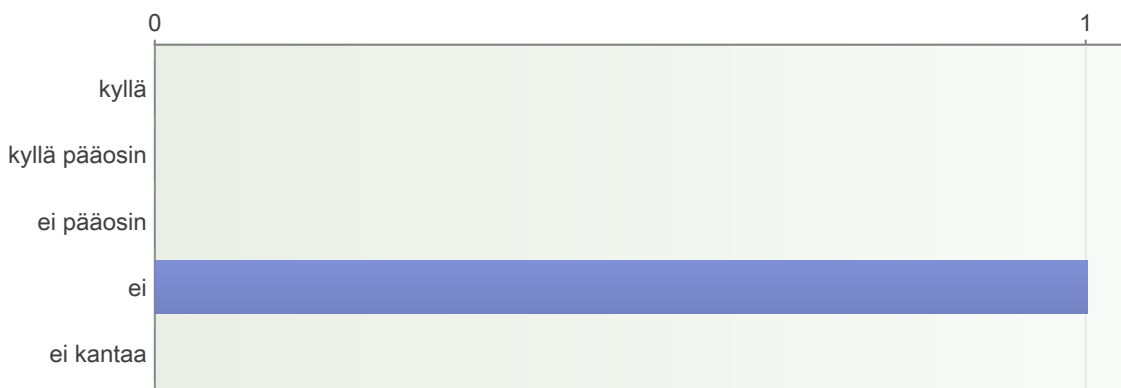 0 1
kyllä
kyllä pääosin
ei pääosin
ei
ei kantaa